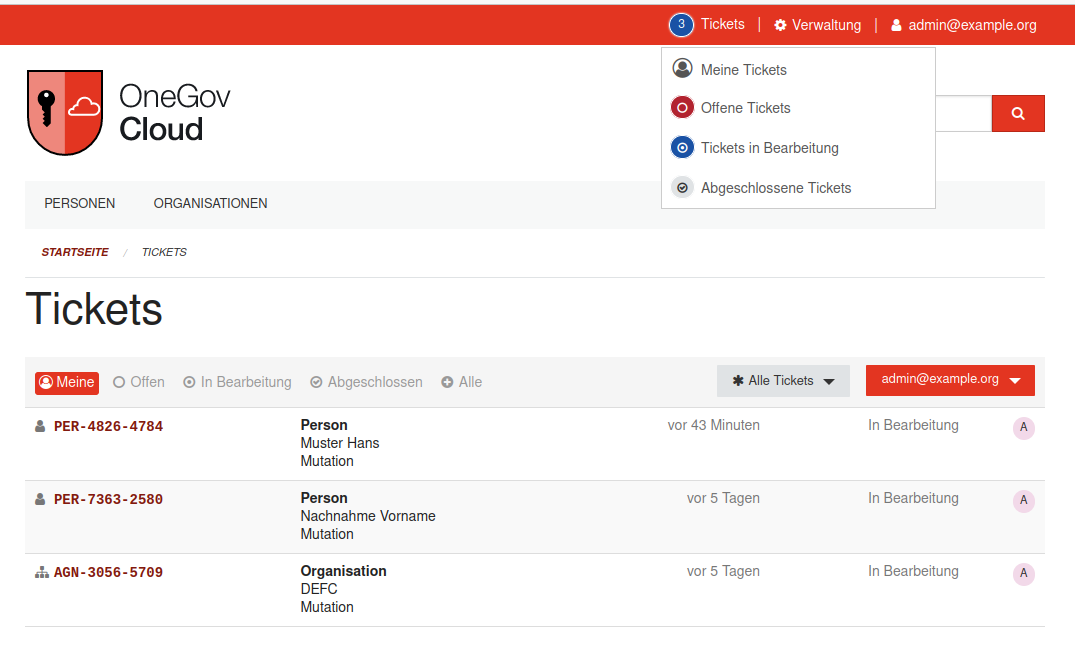 3 Tickets | Verwaltung | admin@example.org
Meine Tickets
Offene Tickets
Tickets in Bearbeitung
Abgeschlossene Tickets
OneGov
Cloud
PERSONEN ORGANISATIONEN
STARTSEITE / TICKETS
Tickets
Meine Offen In Bearbeitung Abgeschlossen Alle Alle Tickets admin@example.org
PER-4826-4784 Person vor 43 Minuten In Bearbeitung A
Muster Hans
Mutation
PER-7363-2580 Person vor 5 Tagen In Bearbeitung A
Nachnahme Vorname
Mutation
AGN-3056-5709 Organisation vor 5 Tagen In Bearbeitung A
DEFC
Mutation